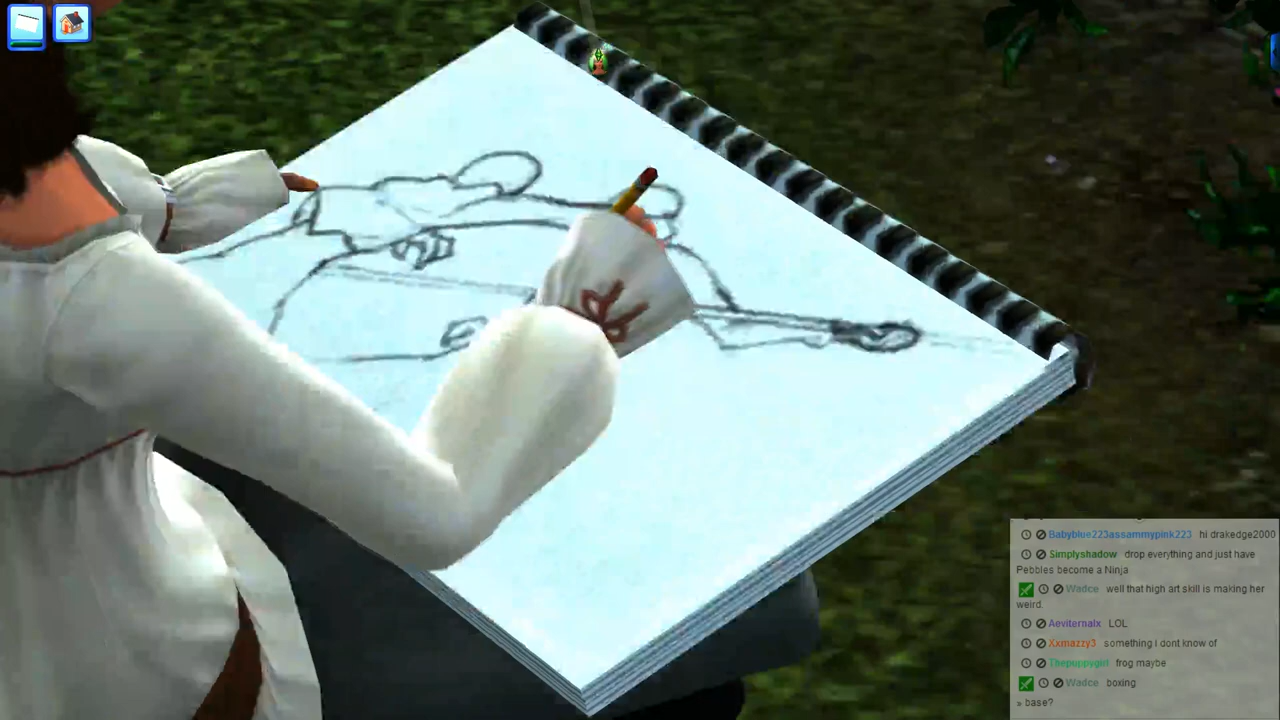 Babyblue223assammypink223 hi drakedge2000
Simplyshadow drop everything and just have
Pebbles become a Ninja
Wadce well that high art skill is making her
weird.
Aeviternalx LOL
Xxmazzy3 something i dont know of
Thepuppygirl frog maybe
Wadce boxing
» base?